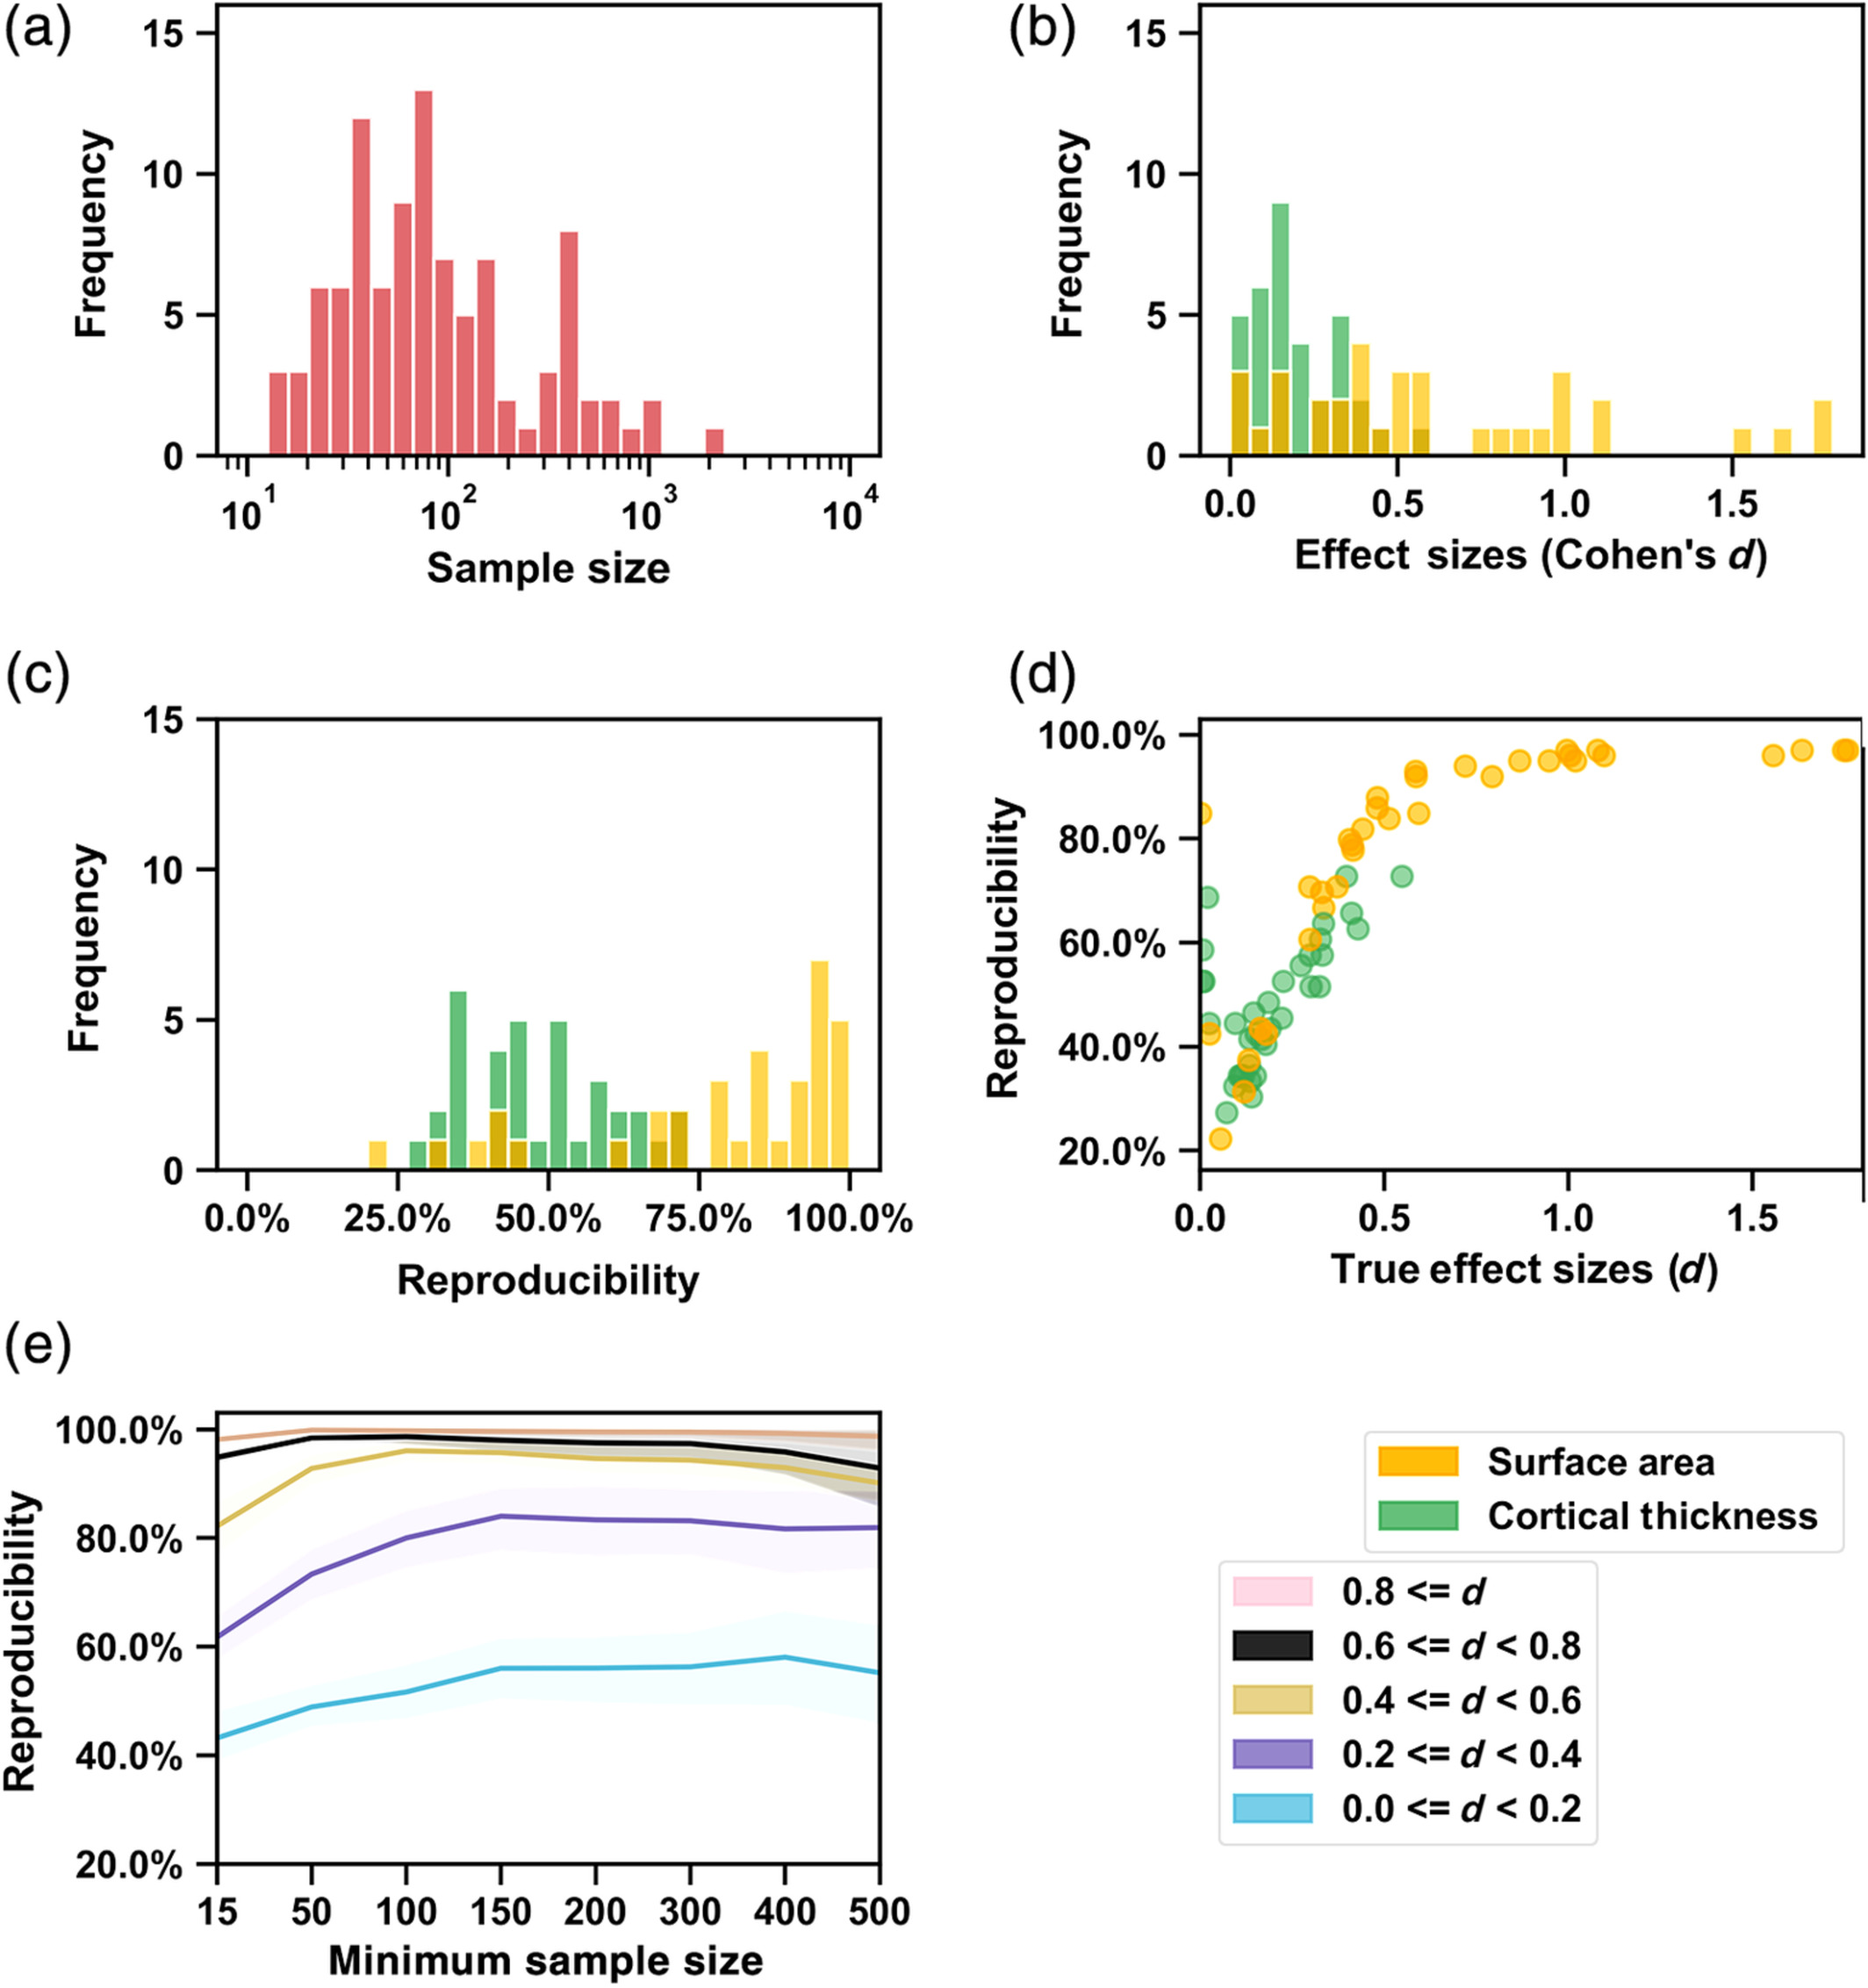 (a)
15
10
5
0
Frequency
10^1 10^2 10^3 10^4
Sample size
(b)
15
10
5
0
Frequency
0.0 0.5 1.0 1.5
Effect sizes (Cohen's d)
(c)
15
10
5
0
Frequency
0.0% 25.0% 50.0% 75.0% 100.0%
Reproducibility
(d)
100.0%
80.0%
60.0%
40.0%
20.0%
Reproducibility
0.0 0.5 1.0 1.5
True effect sizes (d)
(e)
100.0%
80.0%
60.0%
40.0%
20.0%
Reproducibility
15 50 100 150 200 300 400 500
Minimum sample size
Surface area
Cortical thickness
0.8 <= d
0.6 <= d < 0.8
0.4 <= d < 0.6
0.2 <= d < 0.4
0.0 <= d < 0.2